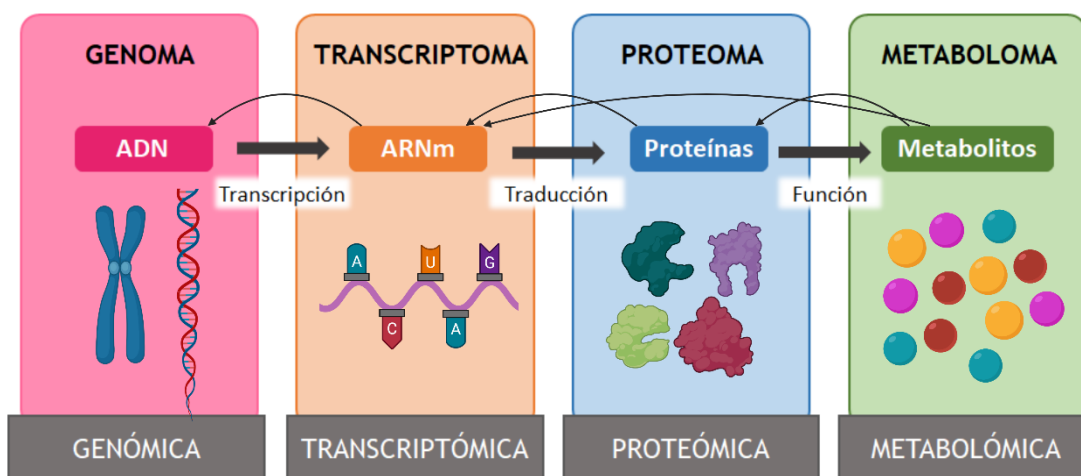 GENOMA
TRANSCRIPTOMA
PROTEOMA
METABOLOMA
ADN
ARNm
Proteínas
Metabolitos
Transcripción
Traducción
Función
A
U
G
C
A
GENÓMICA
TRANSCRIPTÓMICA
PROTEÓMICA
METABOLÓMICA